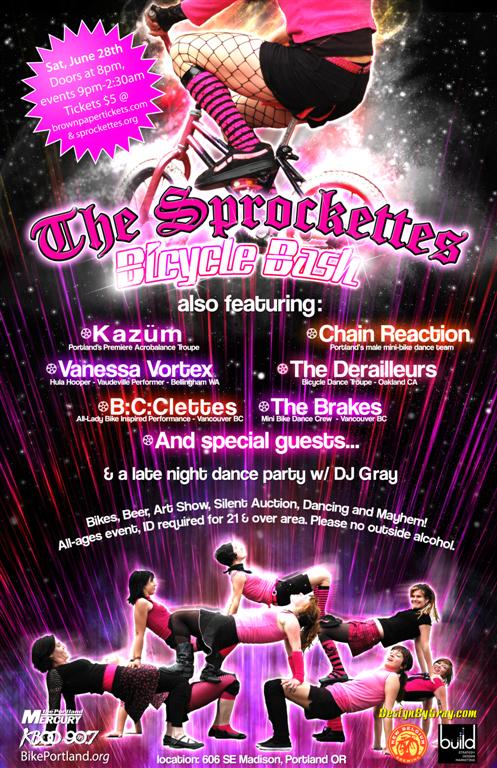 Sat, June 28th
Doors at 8pm,
events 9pm-2:30am
Tickets $5 @
brownpapertickets.com
& sprockettes.org
The Sprockettes
Bicycle Bash
also featuring:
Kazüm
Portland's Premiere Acrobalance Troupe
Chain Reaction
Portland's male mini-bike dance team
Vanessa Vortex
Hula Hooper - Vaudeville Performer - Bellingham WA
The Derailleurs
Bicycle Dance Troupe - Oakland CA
B:C:Clettes
All-Lady Bike Inspired Performance - Vancouver BC
The Brakes
Mini Bike Dance Crew - Vancouver BC
And special guests...
& a late night dance party w/ DJ Gray
Bikes, Beer, Art Show, Silent Auction, Dancing and Mayhem!
All-ages event, ID required for 21 & over area. Please no outside alcohol.
the Portland
MERCURY
KBOO 90.7
BikePortland.org
location: 606 SE Madison, Portland OR
DesignByGray.com
NEW BELGIUM
BREWING
build
STRATEGY
DESIGN
MARKETING